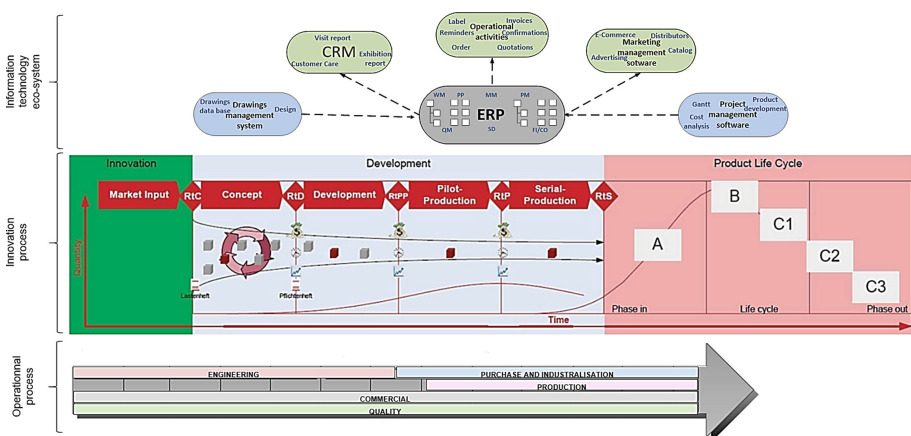 Information
technology
eco-system
Visit report
CRM
Exhibition
report
Customer Care
Label
Invoices
Reminders
Operational
activities
Confirmations
Order
Quotations
E-Commerce
Distributors
Marketing
management
sotware
Catalog
Advertising
Drawings
data base
Drawings
management
system
Design
WM
PP
MM
PM
ERP
QM
SD
FI/CO
Gantt
Cost
analysis
Project
management
software
Product
development
Innovation
process
Innovation
Development
Product Life Cycle
Market Input
RtC
Concept
RtD
Development
RtPP
Pilot-
Production
RtP
Serial-
Production
RtS
A
B
C1
C2
C3
Lastenheft
Pflichtenheft
Time
Phase in
Life cycle
Phase out
Operationnal
process
ENGINEERING
PURCHASE AND INDUSTRALISATION
PRODUCTION
COMMERCIAL
QUALITY